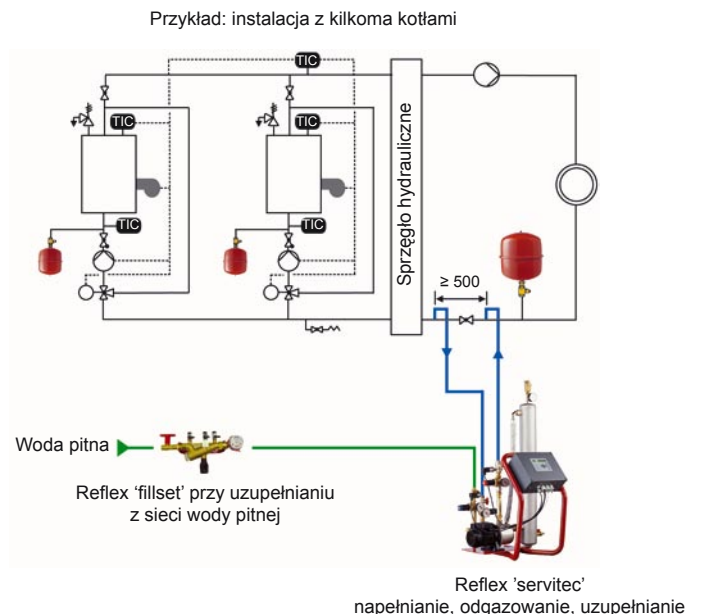 Przykład: instalacja z kilkoma kotłami
TIC
TIC
TIC
TIC
TIC
Sprzęgło hydrauliczne
≥ 500
Woda pitna
Reflex ‘fillset’ przy uzupełnianiu
z sieci wody pitnej
Reflex ’servitec’
napełnianie, odgazowanie, uzupełnianie